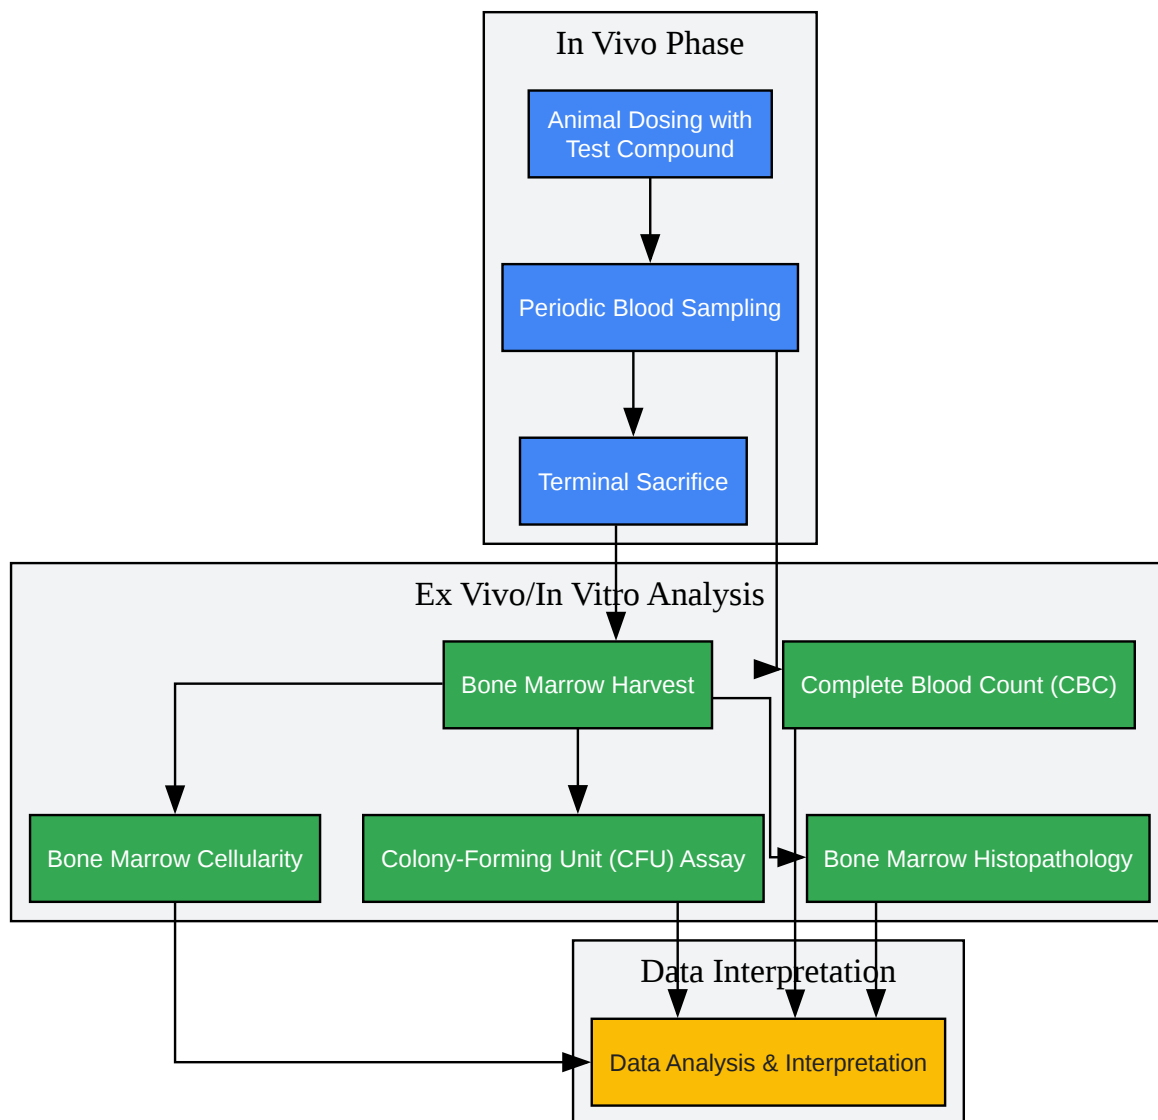 In Vivo Phase
Animal Dosing with
Test Compound
Periodic Blood Sampling
Terminal Sacrifice
Ex Vivo/In Vitro Analysis
Bone Marrow Harvest
Complete Blood Count (CBC)
Bone Marrow Cellularity
Colony-Forming Unit (CFU) Assay
Bone Marrow Histopathology
Data Interpretation
Data Analysis & Interpretation